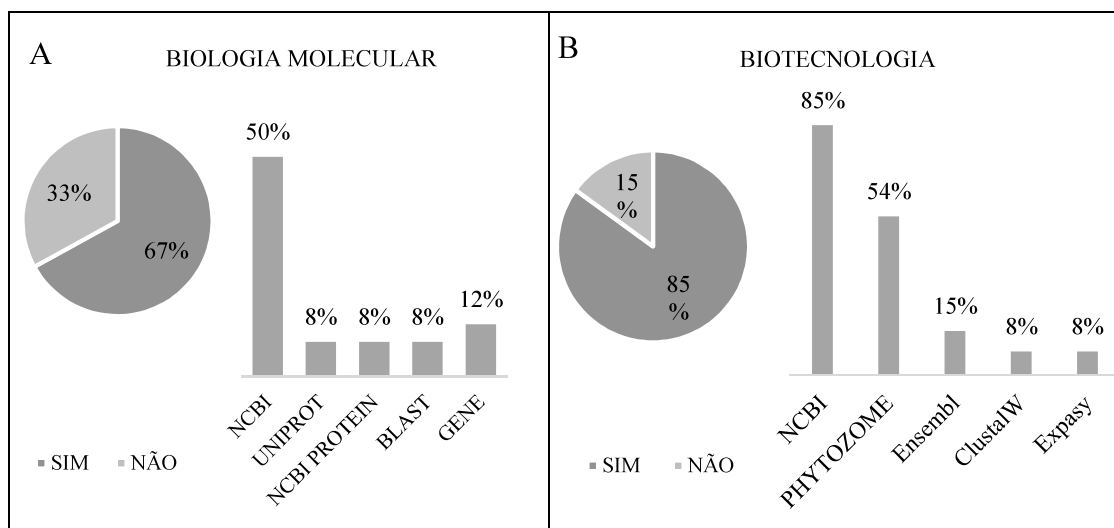 A
BIOLOGIA MOLECULAR
33%
67%
50%
8%
8%
8%
12%
NCBI
UNIPROT
NCBI PROTEIN
BLAST
GENE
SIM NÃO
B
BIOTECNOLOGIA
15
%
85
%
85%
54%
15%
8%
8%
NCBI
PHYTOZOME
Ensembl
ClustalW
Expasy
SIM NÃO